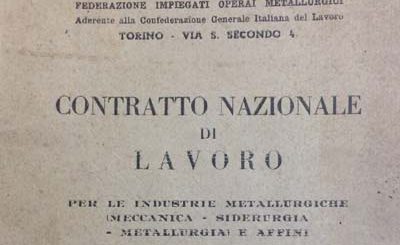 FEDERAZIONE IMPIEGATI OPERAI METALLURGICI
Aderente alla Confederazione Generale Italiana del Lavoro
TORINO - VIA S. SECONDO 4
CONTRATTO NAZIONALE
DI
LAVORO
PER LE INDUSTRIE METALLURGICHE
(MECCANICA - SIDERURGIA
- METALLURGIA) E AFFINI